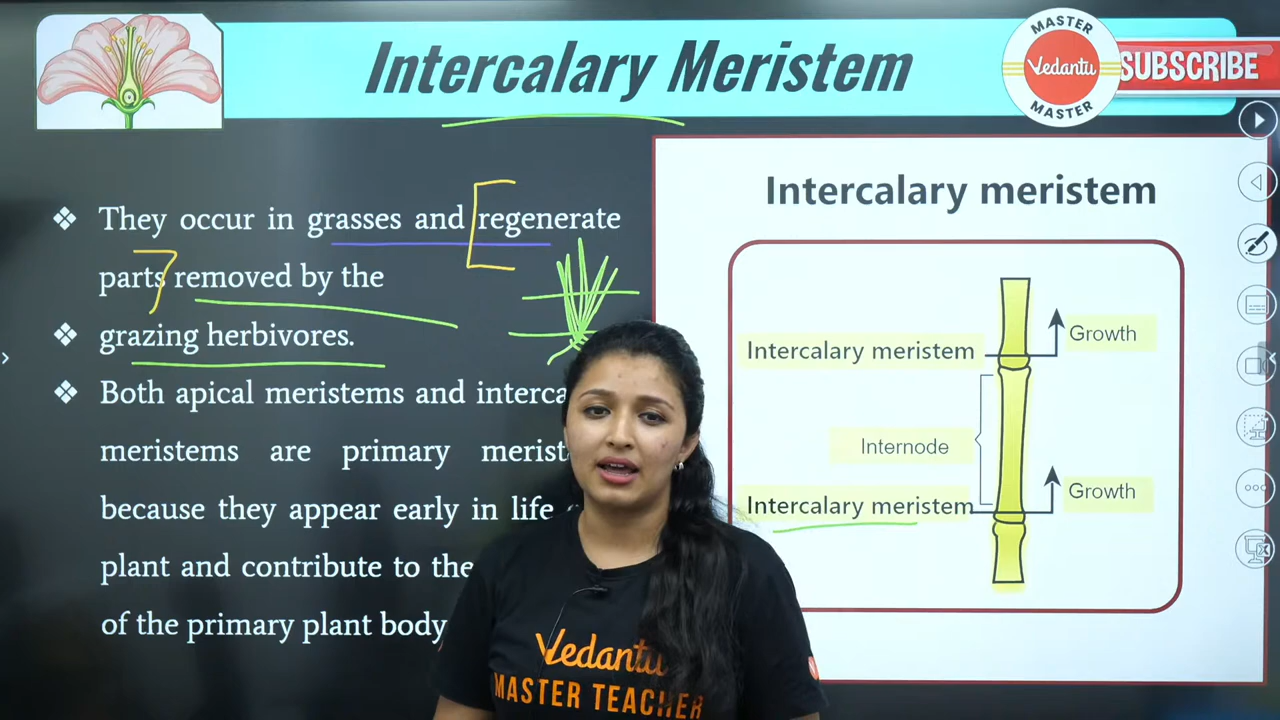 Intercalary Meristem
MASTER
Vedantu
MASTER
SUBSCRIBE
They occur in grasses and regenerate
parts removed by the
grazing herbivores.
Both apical meristems and interca
meristems are primary merist
because they appear early in life
plant and contribute to the
of the primary plant body
Intercalary meristem
Growth
Intercalary meristem
Internode
Growth
Intercalary meristem
Vedantu
MASTER TEACHER